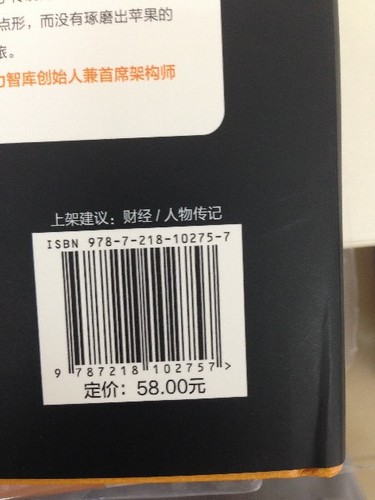 点形，而没有琢磨出苹果的
旅。
力智库创始人兼首席架构师
上架建议：财经/人物传记
ISBN 978-7-218-10275-7
9 787218 102757>
定价：58.00元